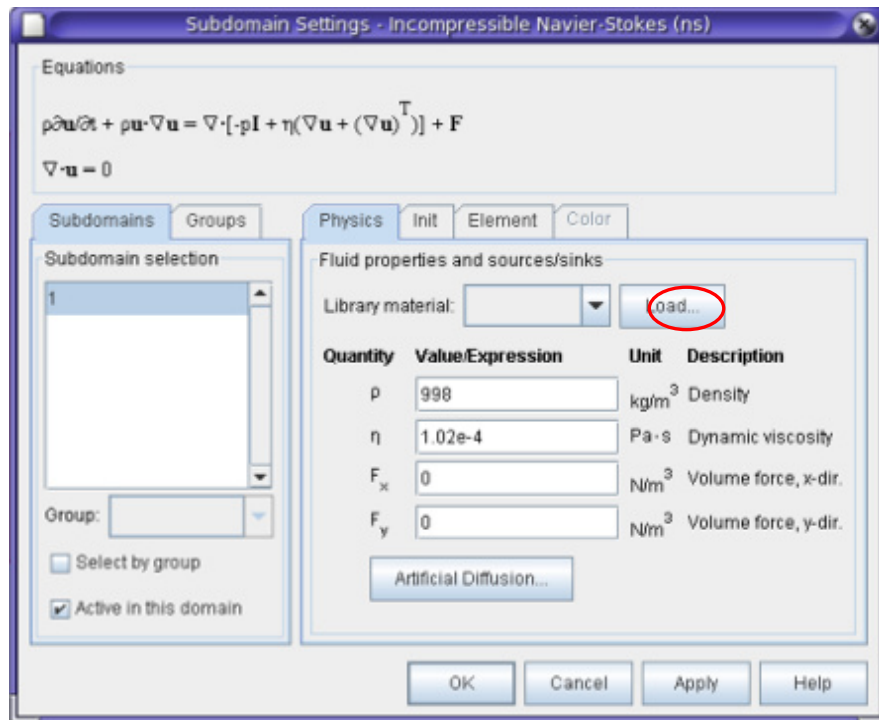 Subdomain Settings - Incompressible Navier-Stokes (ns)
Equations
ρ∂u/∂t + ρu·∇u = ∇·[-pI + η(∇u + (∇u)^T)] + F
∇·u = 0
Subdomains Groups
Physics Init Element Color
Subdomain selection
1
Group:
Select by group
Active in this domain
Fluid properties and sources/sinks
Library material: Load...
Quantity Value/Expression Unit Description
ρ 998 kg/m³ Density
η 1.02e-4 Pa·s Dynamic viscosity
Fₓ 0 N/m³ Volume force, x-dir.
F_y 0 N/m³ Volume force, y-dir.
Artificial Diffusion...
OK Cancel Apply Help